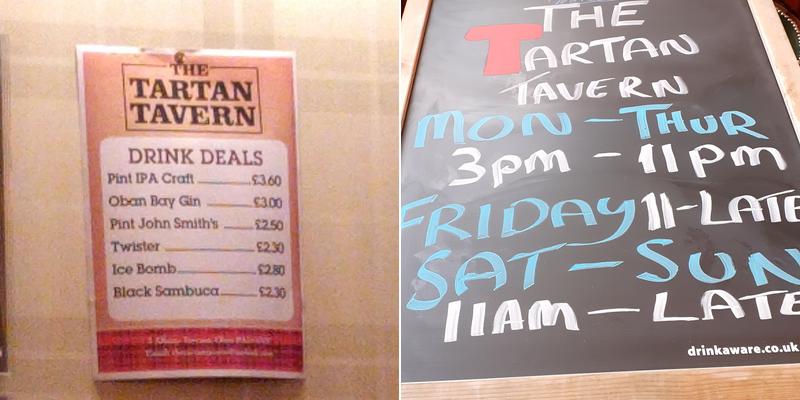 THE
TARTAN
TAVERN
DRINK DEALS
Pint IPA Craft £3.60
Oban Bay Gin £3.00
Pint John Smith's £2.50
Twister £2.30
Ice Bomb £2.80
Black Sambuca £2.30
THE
TARTAN
TAVERN
MON - THUR
3pm - 11pm
FRIDAY 11-LATE
SAT - SUN
11AM - LATE
drinkaware.co.uk